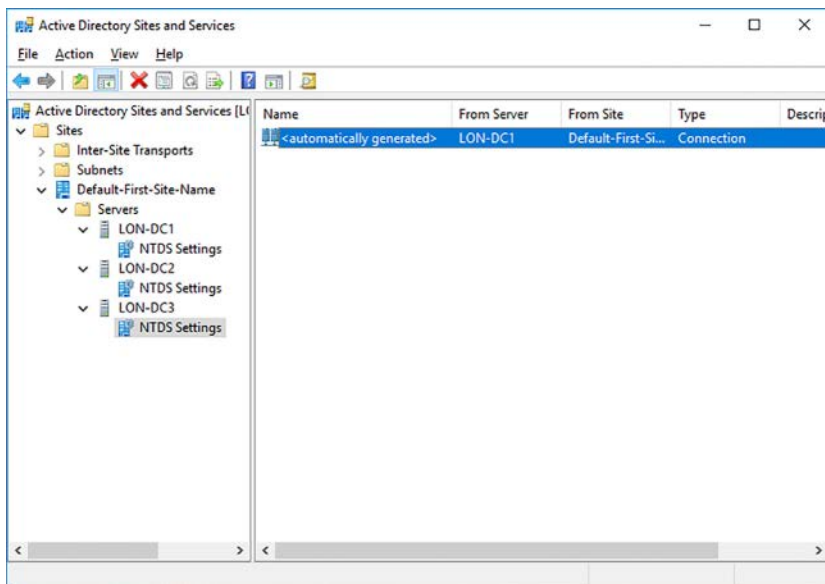 Active Directory Sites and Services
File Action View Help
Active Directory Sites and Services [L
Sites
Inter-Site Transports
Subnets
Default-First-Site-Name
Servers
LON-DC1
NTDS Settings
LON-DC2
NTDS Settings
LON-DC3
NTDS Settings
Name From Server From Site Type Descrip
<automatically generated> LON-DC1 Default-First-Si... Connection